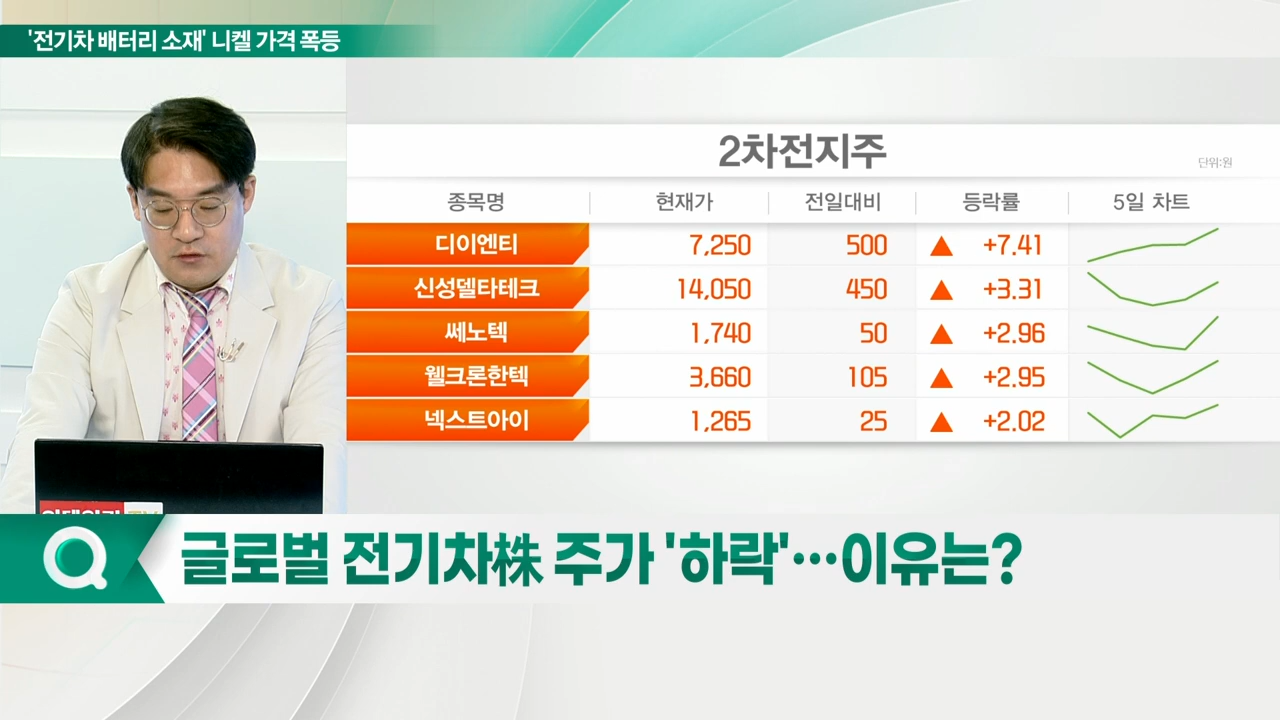 '전기차 배터리 소재' 니켈 가격 폭등
2차전지주
단위:원
종목명 현재가 전일대비 등락률 5일 차트
디이엔티 7,250 500 ▲ +7.41
신성델타테크 14,050 450 ▲ +3.31
쎄노텍 1,740 50 ▲ +2.96
웰크론한텍 3,660 105 ▲ +2.95
넥스트아이 1,265 25 ▲ +2.02
Q 글로벌 전기차株 주가 '하락'…이유는?